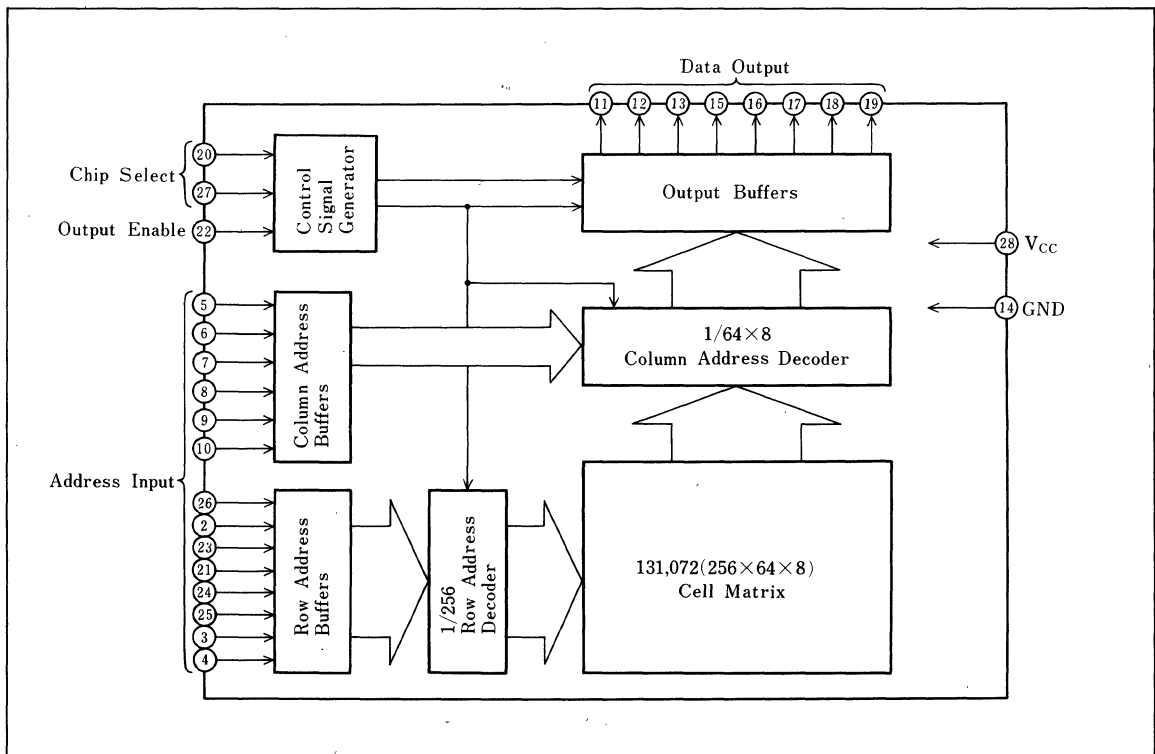 Data Output
11 12 13 15 16 17 18 19
Chip Select
20
27
Output Enable
22
Control
Signal
Generator
Output Buffers
28 VCC
14 GND
Address Input
5
6
7
8
9
10
Column Address
Buffers
1/64×8
Column Address Decoder
26
2
23
21
24
25
3
4
Row Address
Buffers
1/256
Row Address
Decoder
131,072(256×64×8)
Cell Matrix